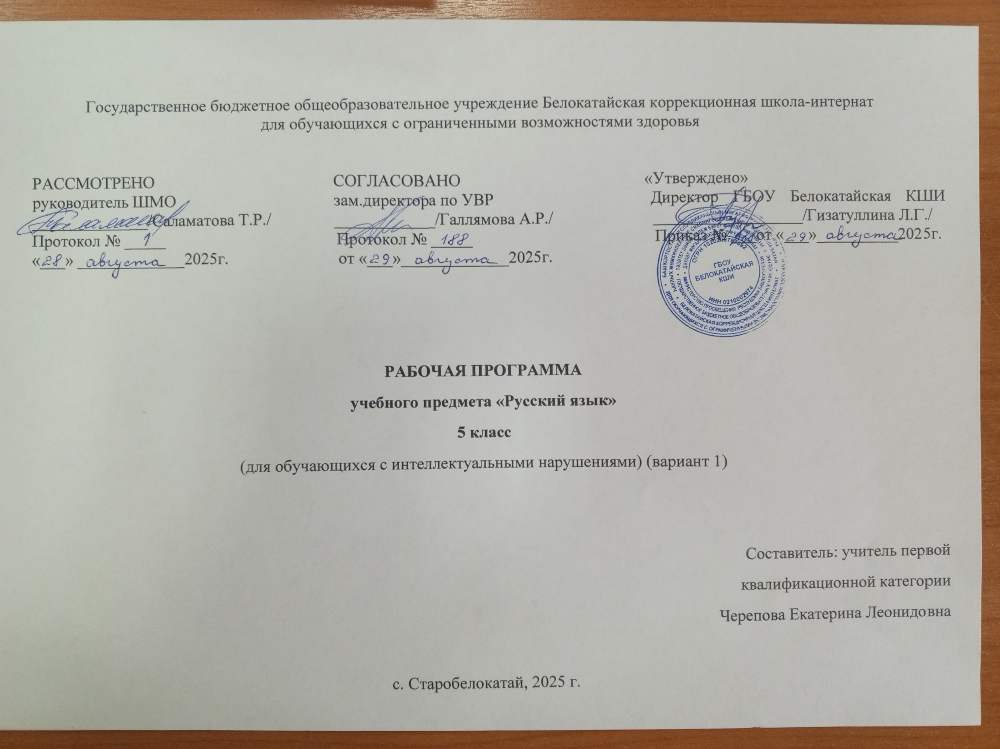 Государственное бюджетное общеобразовательное учреждение Белокатайская коррекционная школа-интернат
для обучающихся с ограниченными возможностями здоровья
РАССМОТРЕНО
руководитель ШМО
/Саламатова Т.Р./
Протокол № 1
«28» августа 2025г.
СОГЛАСОВАНО
зам.директора по УВР
/Галлямова А.Р./
Протокол № 188
от «29» августа 2025г.
«Утверждено»
Директор ГБОУ Белокатайская КШИ
/Гизатуллина Л.Г./
Приказ № от «29» августа 2025г.
ГБОУ
БЕЛОКАТАЙСКАЯ
КШИ
ИНН 0210002974
РАБОЧАЯ ПРОГРАММА
учебного предмета «Русский язык»
5 класс
(для обучающихся с интеллектуальными нарушениями) (вариант 1)
Составитель: учитель первой
квалификационной категории
Черепова Екатерина Леонидовна
с. Старобелокатай, 2025 г.